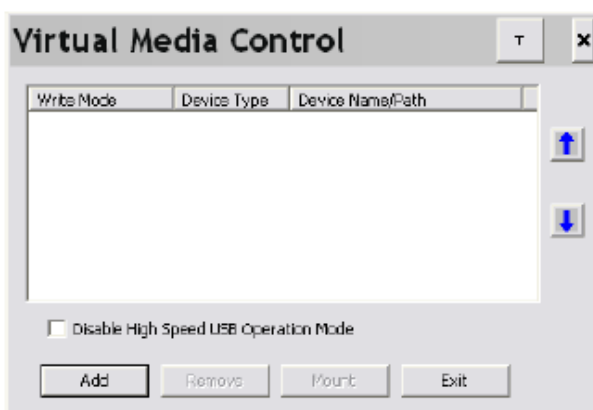 Virtual Media Control T ×
Write Mode Device Type Device Name/Path
Disable High Speed USB Operation Mode
Add Remove Mount Exit